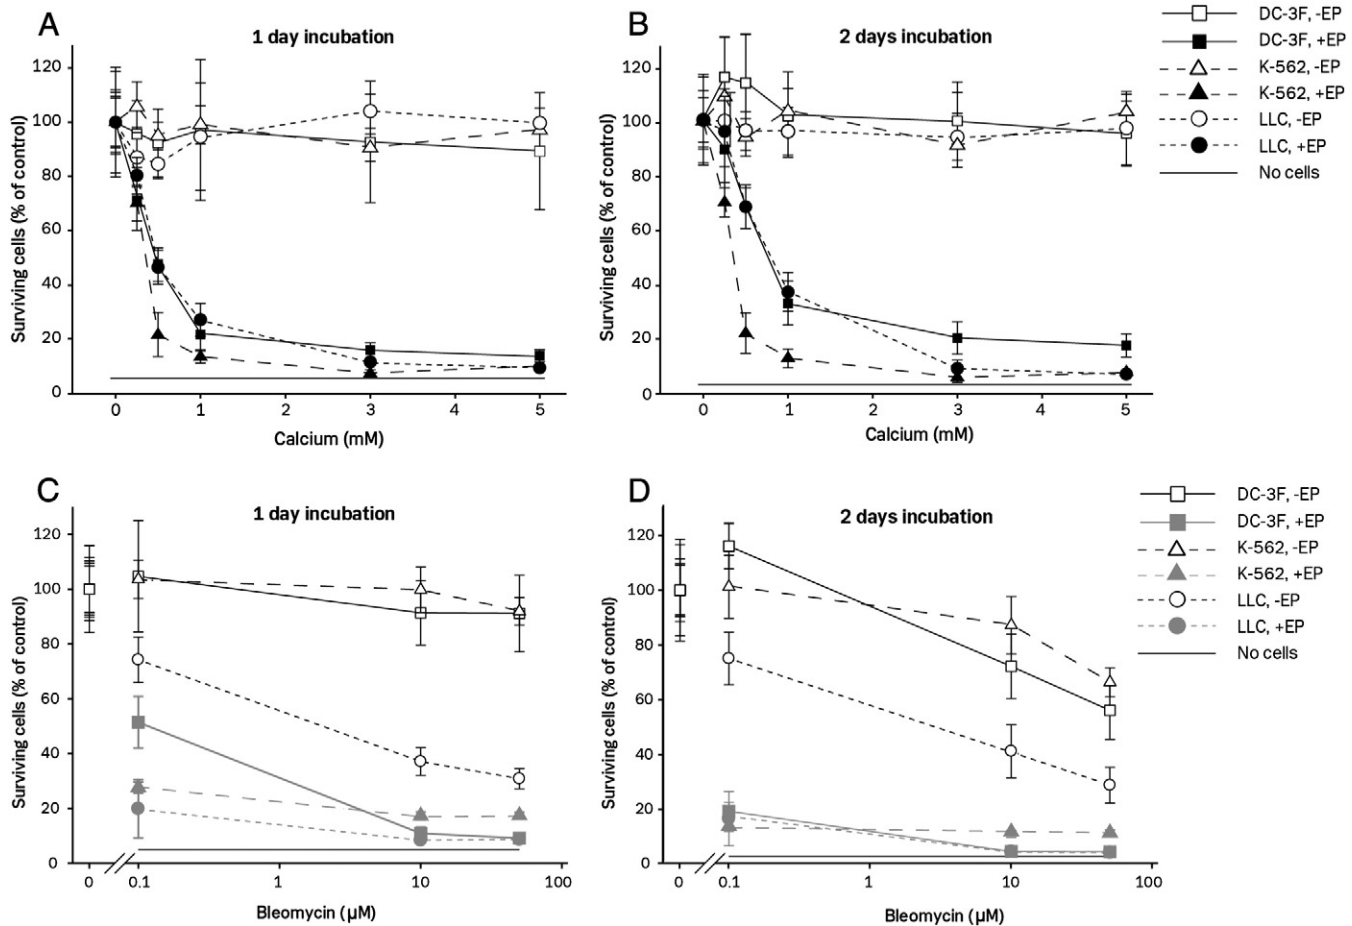 A
1 day incubation
Surviving cells (% of control)
120
100
80
60
40
20
0
0 1 2 3 4 5
Calcium (mM)
B
2 days incubation
Surviving cells (% of control)
120
100
80
60
40
20
0
0 1 2 3 4 5
Calcium (mM)
DC-3F, -EP
DC-3F, +EP
K-562, -EP
K-562, +EP
LLC, -EP
LLC, +EP
No cells
C
1 day incubation
Surviving cells (% of control)
120
100
80
60
40
20
0
0 0.1 1 10 100
Bleomycin (µM)
D
2 days incubation
Surviving cells (% of control)
120
100
80
60
40
20
0
0 0.1 1 10 100
Bleomycin (µM)
DC-3F, -EP
DC-3F, +EP
K-562, -EP
K-562, +EP
LLC, -EP
LLC, +EP
No cells